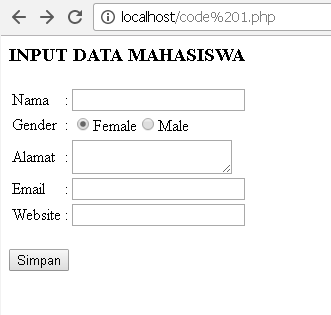 localhost/code%201.php
INPUT DATA MAHASISWA
Nama :
Gender : Female Male
Alamat :
Email :
Website :
Simpan